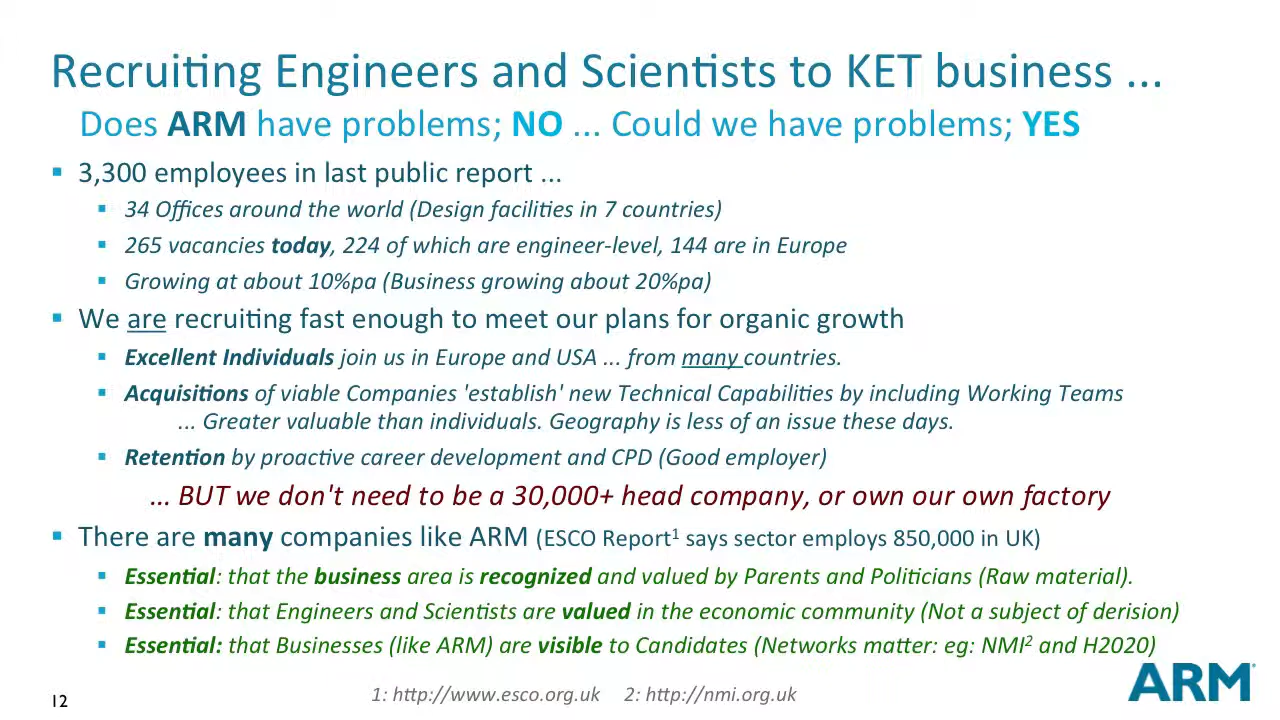 Recruiting Engineers and Scientists to KET business ...
Does ARM have problems; NO ... Could we have problems; YES
▪ 3,300 employees in last public report ...
▪ 34 Offices around the world (Design facilities in 7 countries)
▪ 265 vacancies today, 224 of which are engineer-level, 144 are in Europe
▪ Growing at about 10%pa (Business growing about 20%pa)
▪ We are recruiting fast enough to meet our plans for organic growth
▪ Excellent Individuals join us in Europe and USA ... from many countries.
▪ Acquisitions of viable Companies 'establish' new Technical Capabilities by including Working Teams
... Greater valuable than individuals. Geography is less of an issue these days.
▪ Retention by proactive career development and CPD (Good employer)
... BUT we don't need to be a 30,000+ head company, or own our own factory
▪ There are many companies like ARM (ESCO Report¹ says sector employs 850,000 in UK)
▪ Essential: that the business area is recognized and valued by Parents and Politicians (Raw material).
▪ Essential: that Engineers and Scientists are valued in the economic community (Not a subject of derision)
▪ Essential: that Businesses (like ARM) are visible to Candidates (Networks matter: eg: NMI² and H2020)
12
1: http://www.esco.org.uk 2: http://nmi.org.uk
ARM®